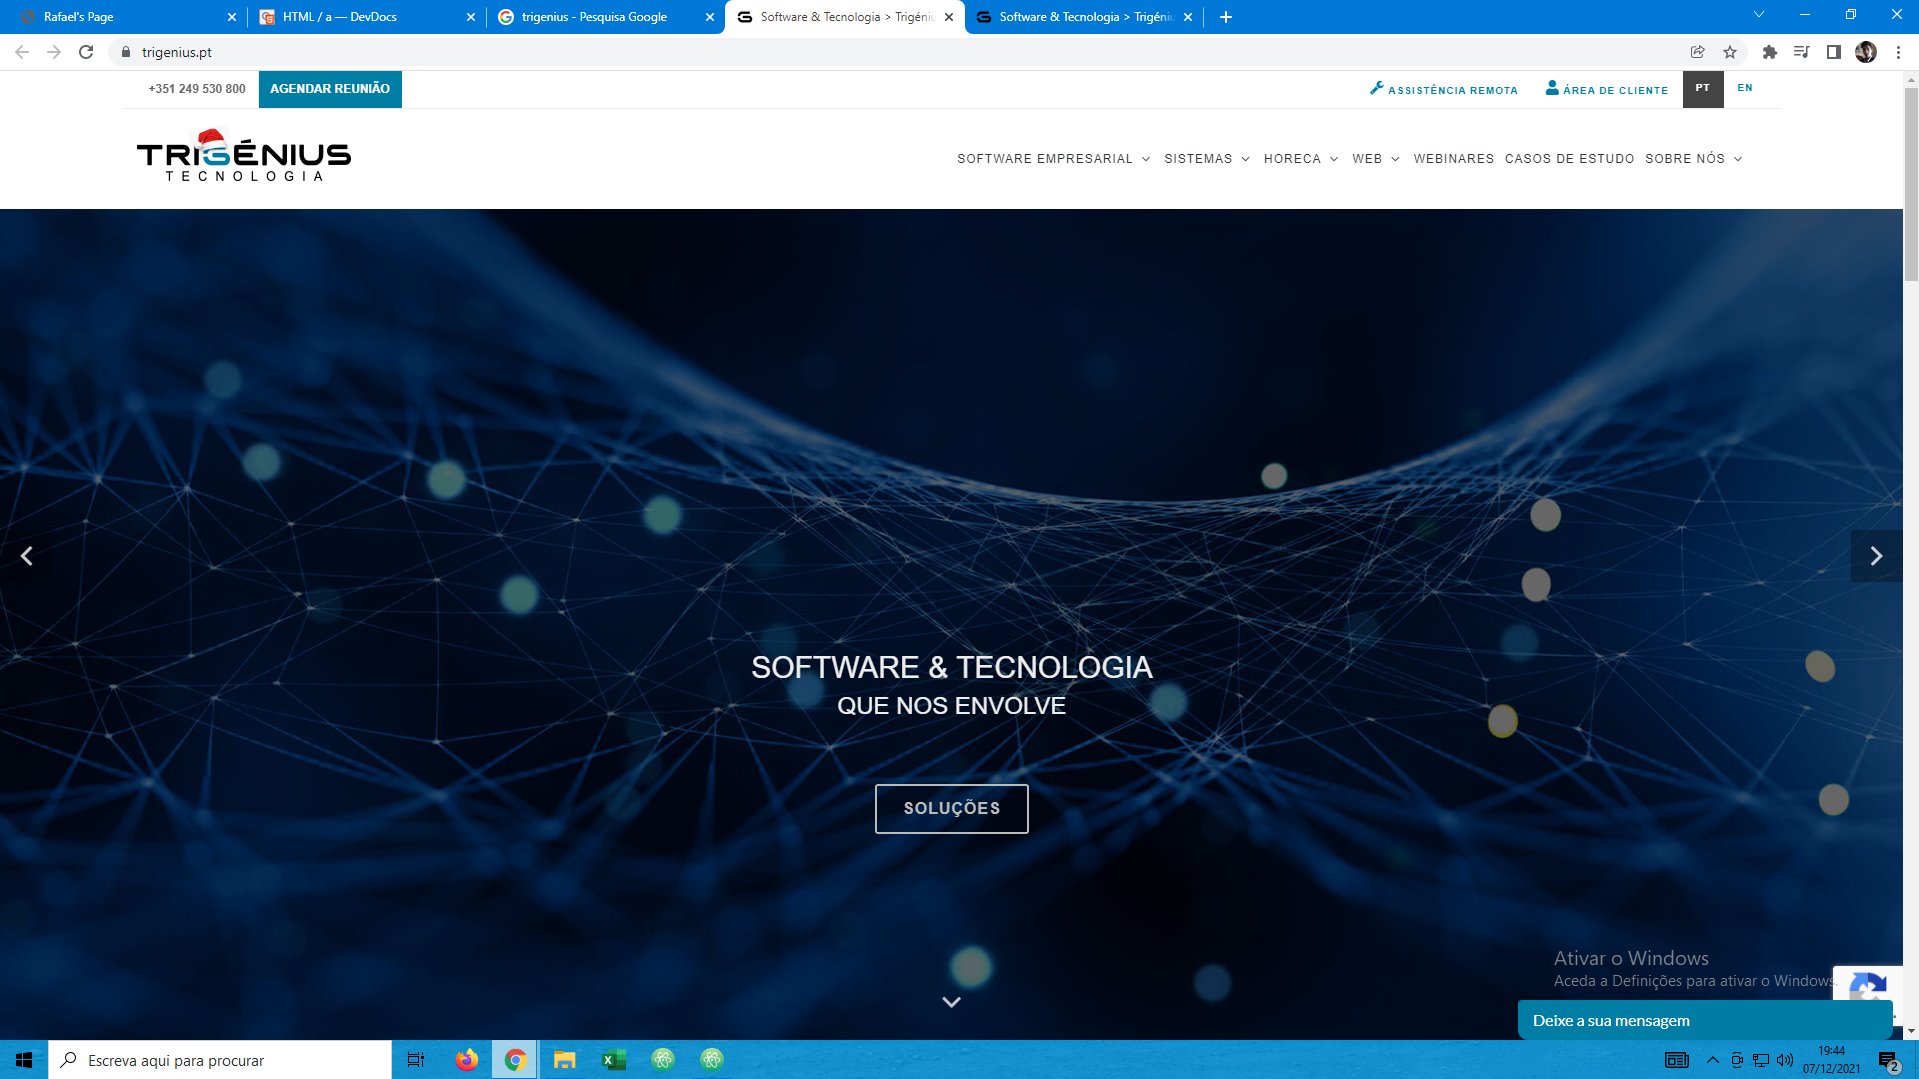 Rafael's Page
HTML / a — DevDocs
trigenius - Pesquisa Google
Software & Tecnologia > Trigéniu
Software & Tecnologia > Trigéniu
trigenius.pt
+351 249 530 800
AGENDAR REUNIÃO
ASSISTÊNCIA REMOTA
ÁREA DE CLIENTE
PT
EN
TRIGÉNIUS
TECNOLOGIA
SOFTWARE EMPRESARIAL
SISTEMAS
HORECA
WEB
WEBINARES
CASOS DE ESTUDO
SOBRE NÓS
SOFTWARE & TECNOLOGIA
QUE NOS ENVOLVE
SOLUÇÕES
Ativar o Windows
Aceda a Definições para ativar o Windows.
Deixe a sua mensagem
Escreva aqui para procurar
19:44
07/12/2021
2